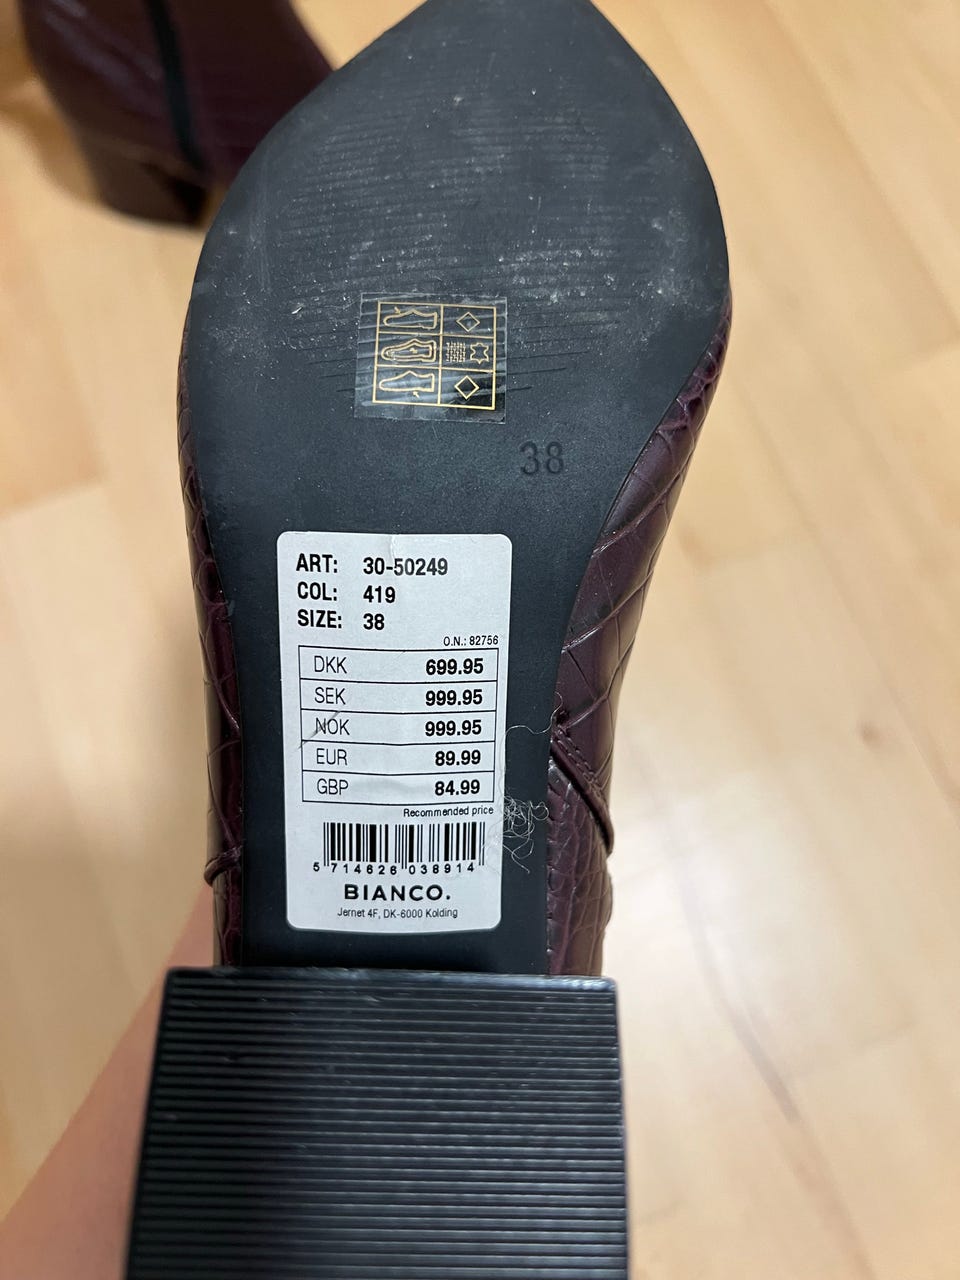 38
ART: 30-50249
COL: 419
SIZE: 38
O.N.: 82756
DKK 699.95
SEK 999.95
NOK 999.95
EUR 89.99
GBP 84.99
Recommended price
5 714626 038914
BIANCO.
Jernet 4F, DK-6000 Kolding